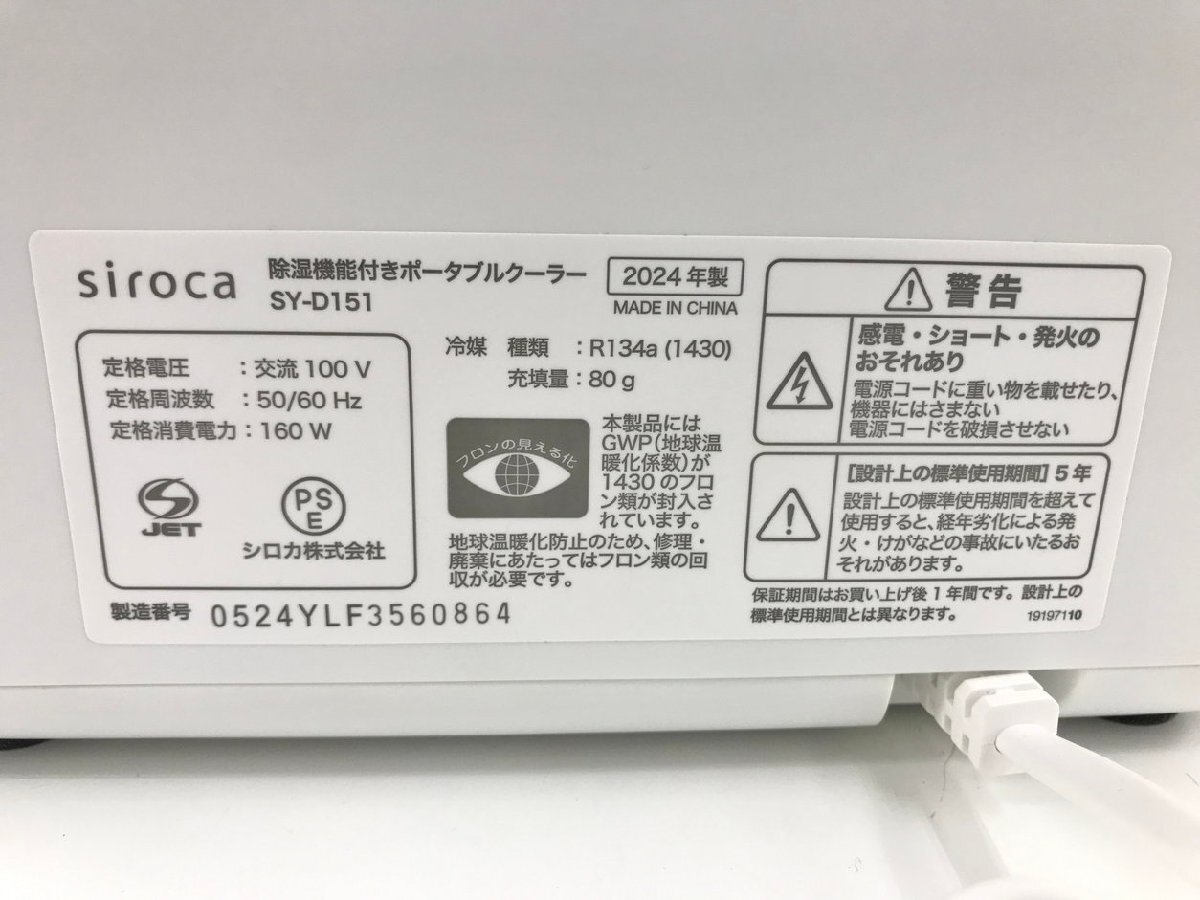 siroca
除湿機能付きポータブルクーラー
SY-D151
2024年製
MADE IN CHINA
定格電圧　：交流100 V
定格周波数　：50/60 Hz
定格消費電力：160 W
JET
PS
E
シロカ株式会社
冷媒　種類　：R134a (1430)
充填量：80 g
フロンの見える化
本製品には
GWP(地球温
暖化係数)が
1430のフロ
ン類が封入さ
れています。
地球温暖化防止のため、修理・
廃棄にあたってはフロン類の回
収が必要です。
製造番号　0524YLF3560864
警告
感電・ショート・発火の
おそれあり
電源コードに重い物を載せたり、
機器にはさまない
電源コードを破損させない
［設計上の標準使用期間］5年
設計上の標準使用期間を超えて
使用すると、経年劣化による発
火・けがなどの事故にいたるお
それがあります。
保証期間はお買い上げ後1年間です。設計上の
標準使用期間とは異なります。
19197110